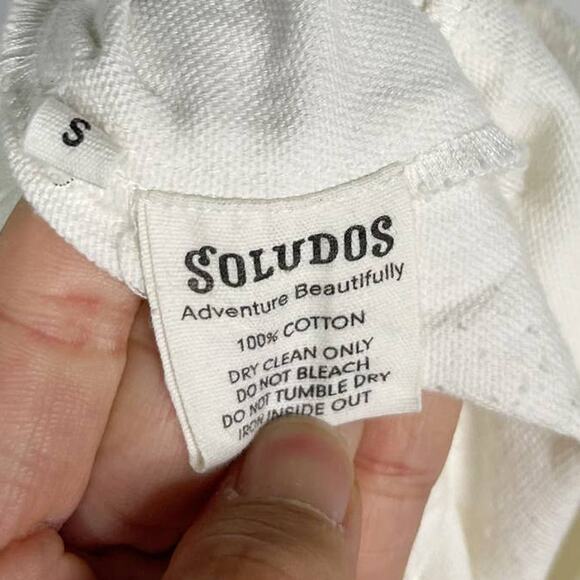 S
SOLUDOS
Adventure Beautifully
100% COTTON
DRY CLEAN ONLY
DO NOT BLEACH
DO NOT TUMBLE DRY
IRON INSIDE OUT